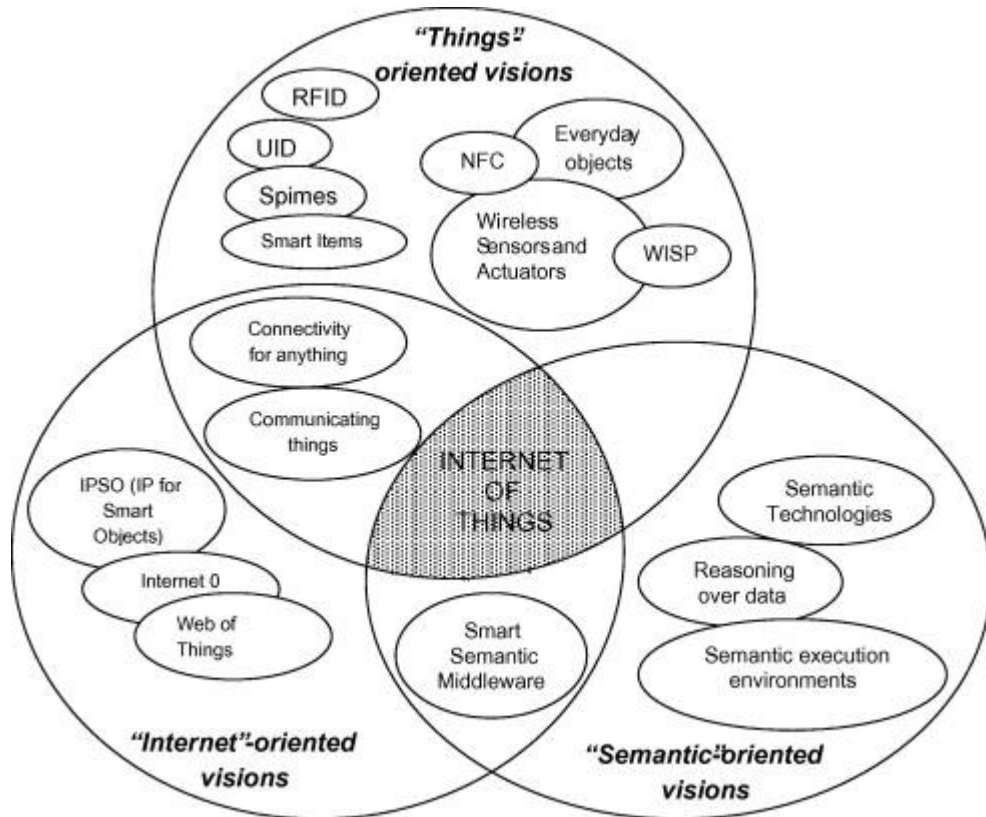 “Things”-
oriented visions
RFID
UID
Spimes
Smart Items
Everyday
objects
NFC
Wireless
Sensors and
Actuators
WISP
Connectivity
for anything
Communicating
things
INTERNET
OF
THINGS
IPSO (IP for
Smart
Objects)
Internet 0
Web of
Things
Semantic
Technologies
Reasoning
over data
Semantic execution
environments
Smart
Semantic
Middleware
“Internet”-oriented
visions
“Semantic”-oriented
visions